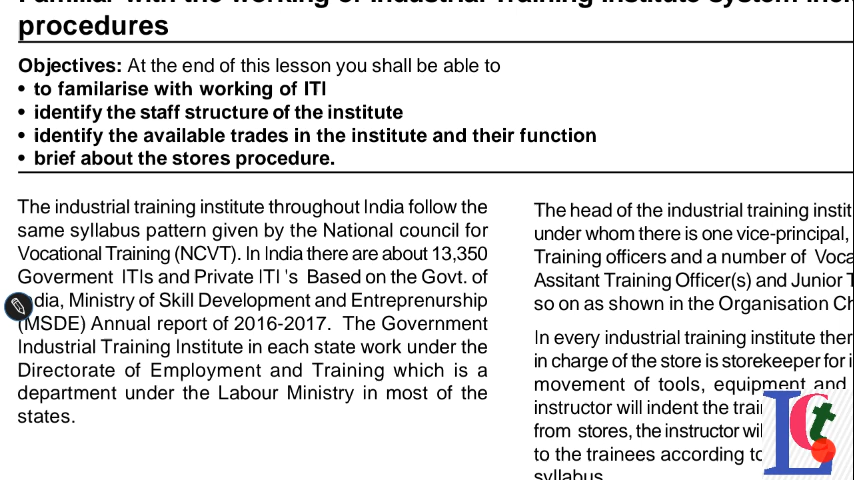 procedures
Objectives: At the end of this lesson you shall be able to
• to familarise with working of ITI
• identify the staff structure of the institute
• identify the available trades in the institute and their function
• brief about the stores procedure.
The industrial training institute throughout India follow the
same syllabus pattern given by the National council for
Vocational Training (NCVT). In India there are about 13,350
Goverment ITIs and Private ITI 's Based on the Govt. of
India, Ministry of Skill Development and Entreprenurship
(MSDE) Annual report of 2016-2017. The Government
Industrial Training Institute in each state work under the
Directorate of Employment and Training which is a
department under the Labour Ministry in most of the
states.
The head of the industrial training
under whom there is one vice-principal,
Training officers and a number of
Assitant Training Officer(s) and Junior
so on as shown in the Organisation
In every industrial training institute
in charge of the store is storekeeper for
movement of tools, equipment and
instructor will indent the
from stores, the instructor
to the trainees according to
syllabus
LCt